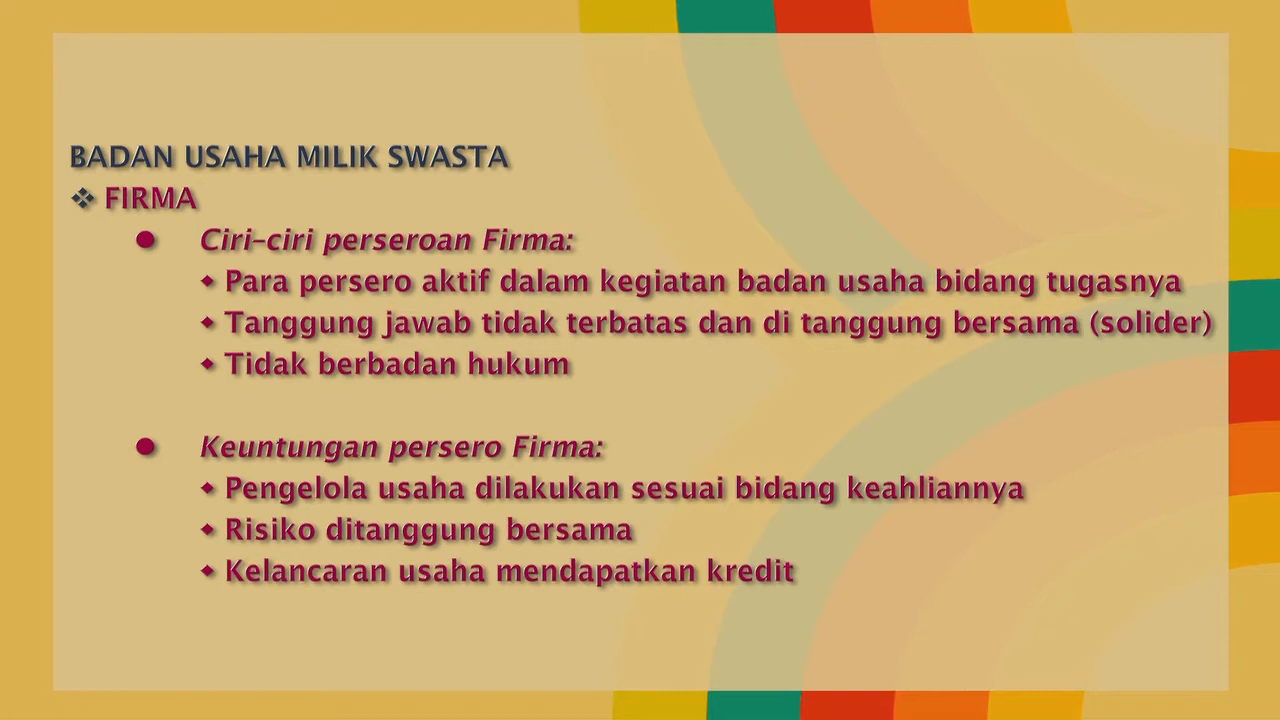 BADAN USAHA MILIK SWASTA
❖ FIRMA
● Ciri-ciri perseroan Firma:
◆ Para persero aktif dalam kegiatan badan usaha bidang tugasnya
◆ Tanggung jawab tidak terbatas dan di tanggung bersama (solider)
◆ Tidak berbadan hukum
● Keuntungan persero Firma:
◆ Pengelola usaha dilakukan sesuai bidang keahliannya
◆ Risiko ditanggung bersama
◆ Kelancaran usaha mendapatkan kredit